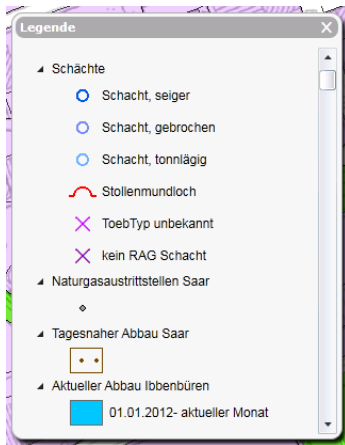 Legende
Schächte
Schacht, seiger
Schacht, gebrochen
Schacht, tonnlägig
Stollenmundloch
ToebTyp unbekannt
kein RAG Schacht
Naturgasaustrittstellen Saar
Tagesnaher Abbau Saar
Aktueller Abbau Ibbenbüren
01.01.2012- aktueller Monat